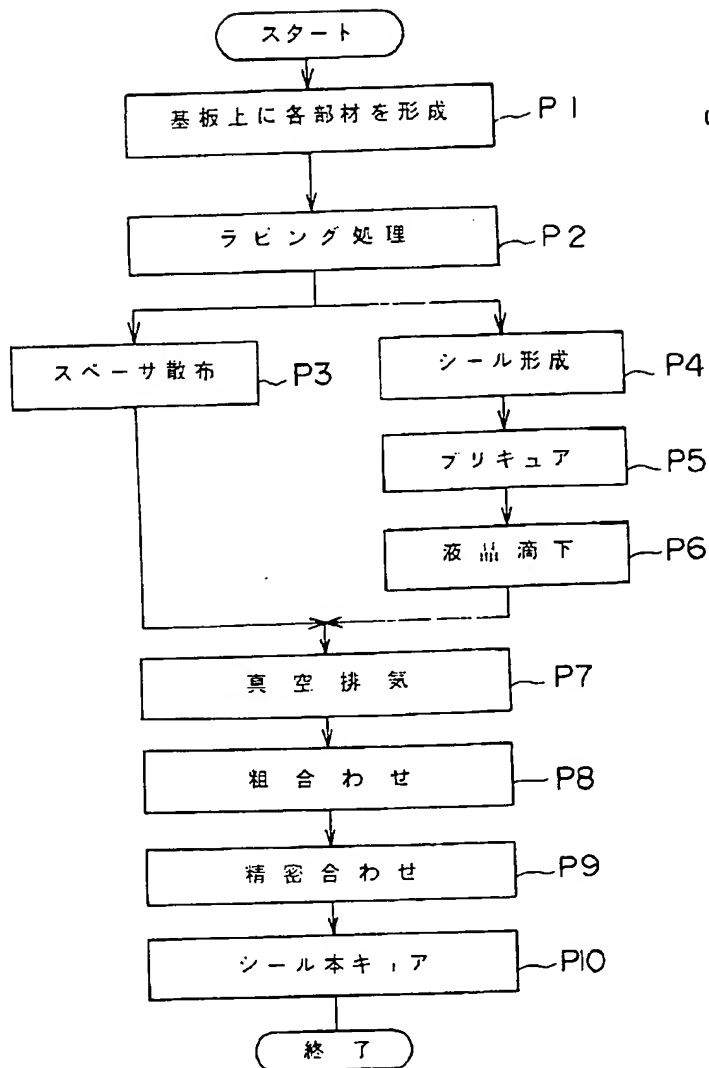 スタート
基板上に各部材を形成
P1
ラビング処理
P2
スペーサ散布
P3
シール形成
P4
プリキュア
P5
液晶滴下
P6
真空排気
P7
粗合わせ
P8
精密合わせ
P9
シール本キュア
P10
終了